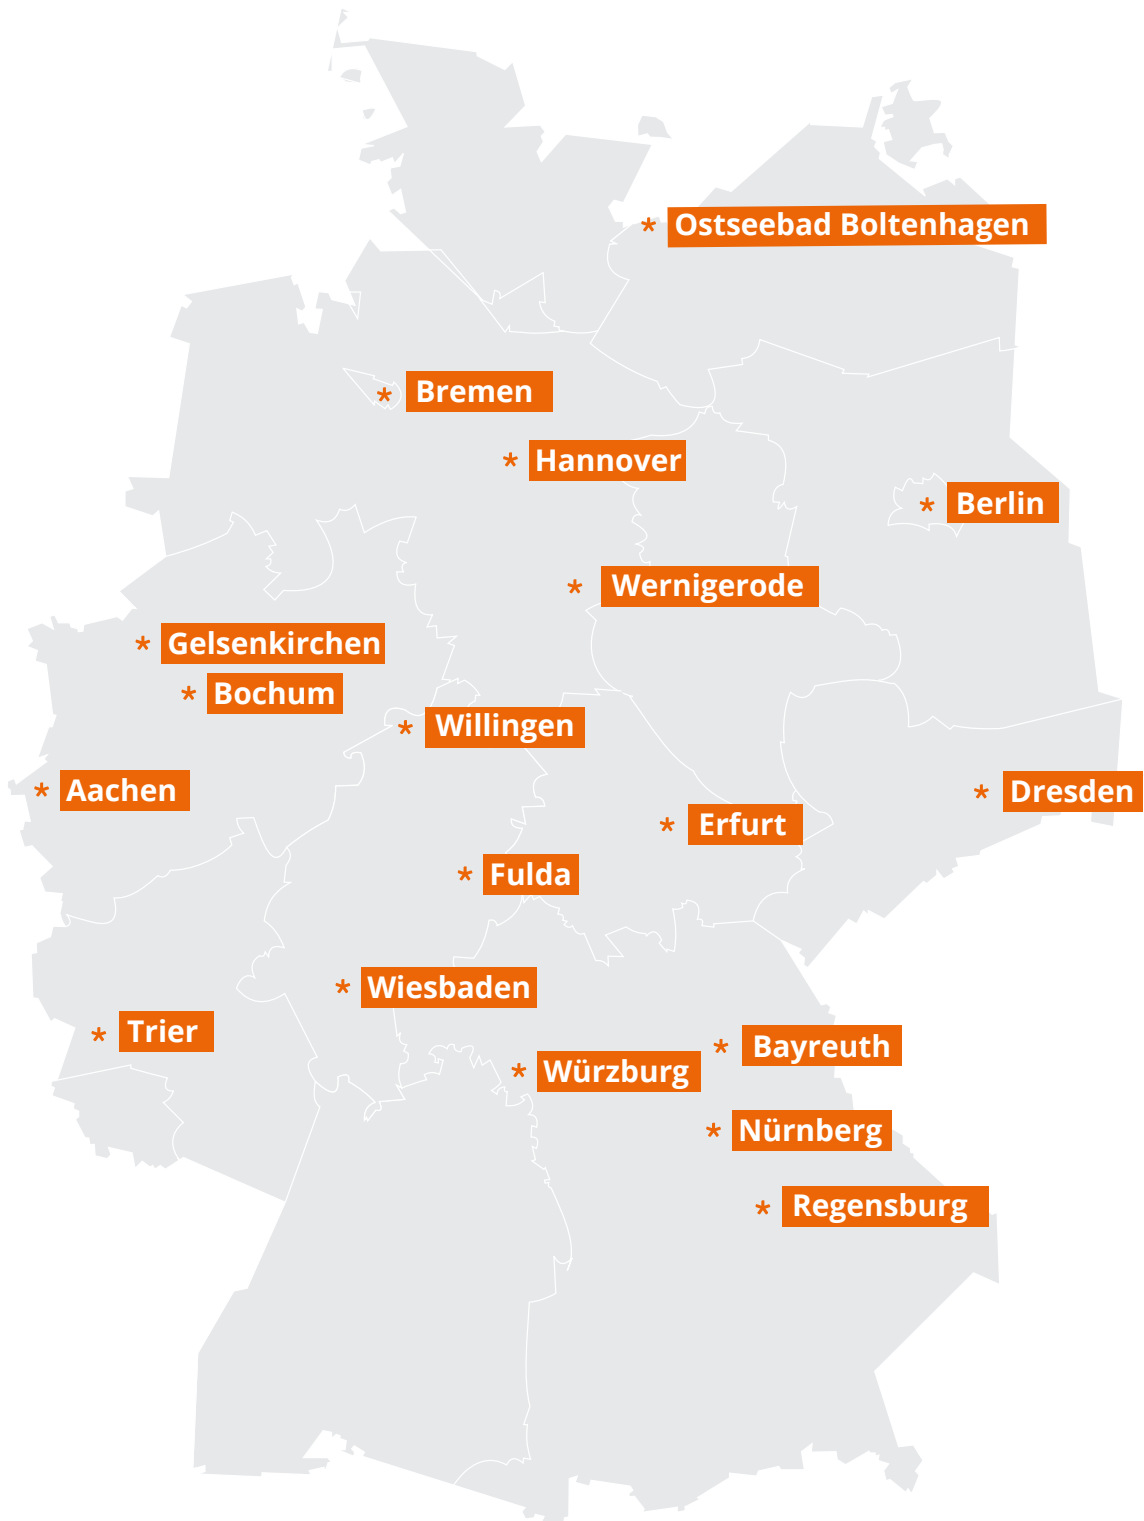 Ostseebad Boltenhagen
Bremen
Hannover
Berlin
Wernigerode
Gelsenkirchen
Bochum
Willingen
Aachen
Dresden
Erfurt
Fulda
Wiesbaden
Trier
Bayreuth
Würzburg
Nürnberg
Regensburg